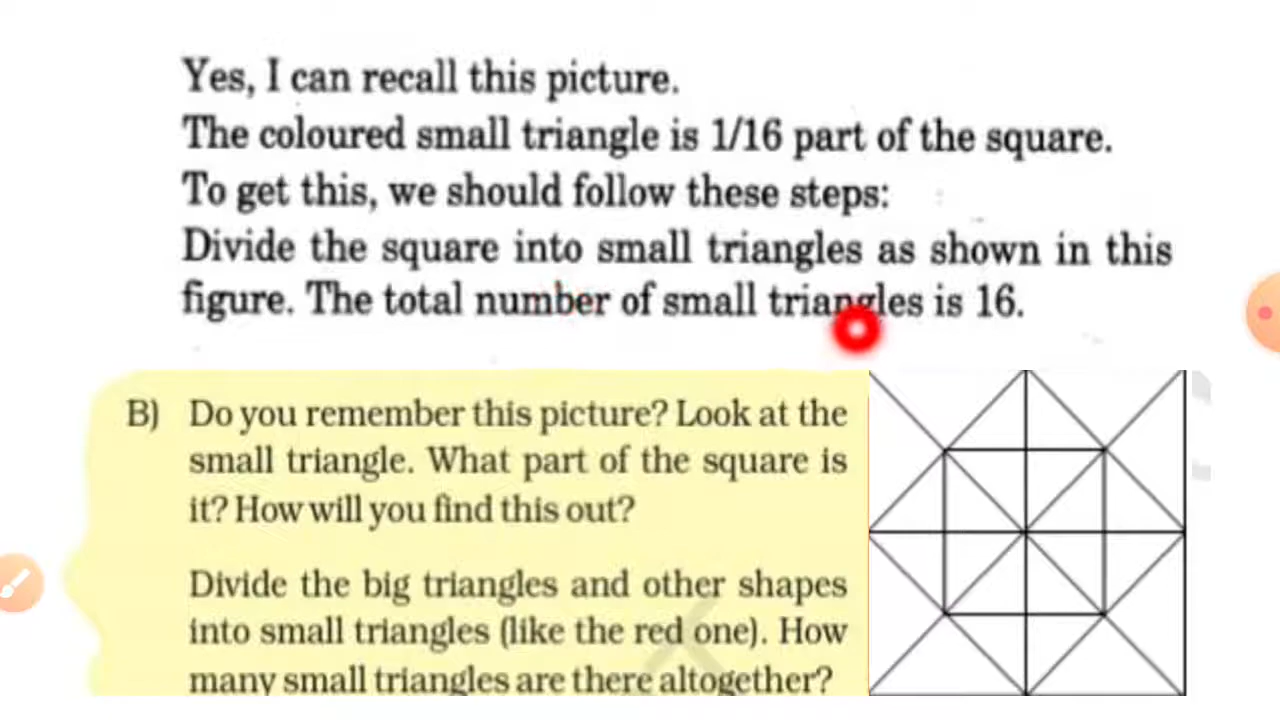 Yes, I can recall this picture.
The coloured small triangle is 1/16 part of the square.
To get this, we should follow these steps:
Divide the square into small triangles as shown in this
figure. The total number of small triangles is 16.
B) Do you remember this picture? Look at the
small triangle. What part of the square is
it? How will you find this out?
Divide the big triangles and other shapes
into small triangles (like the red one). How
many small triangles are there altogether?